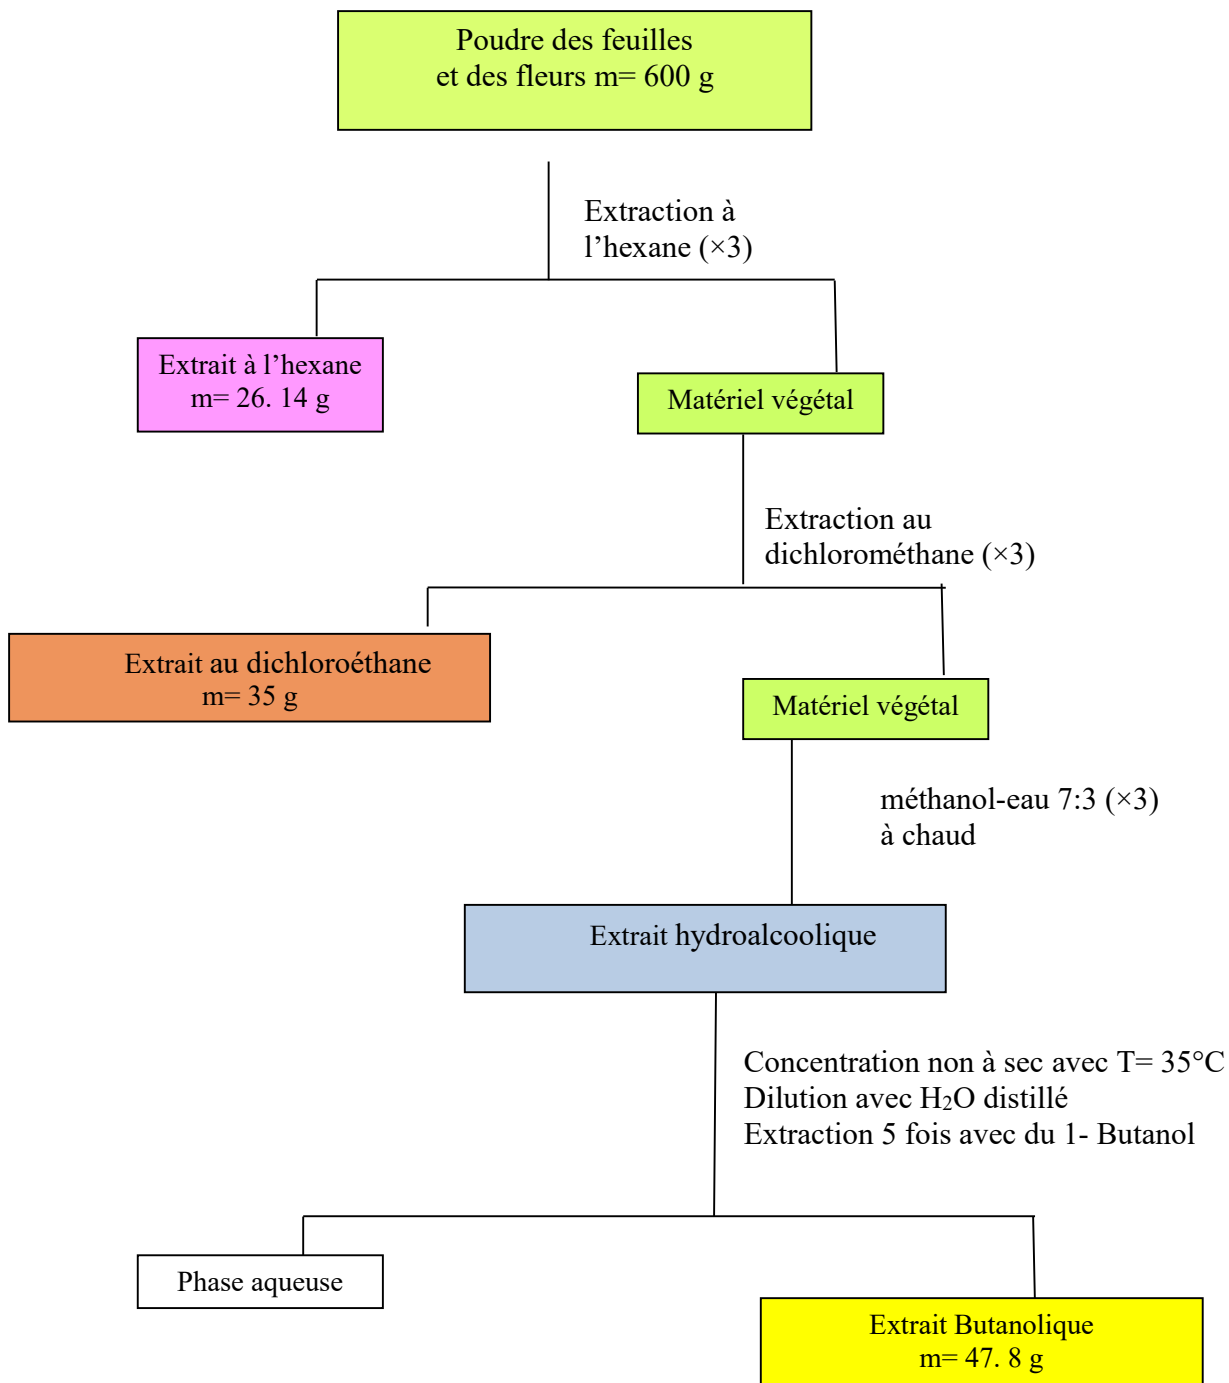 Poudre des feuilles
et des fleurs m= 600 g
Extraction à
l’hexane (×3)
Extrait à l’hexane
m= 26. 14 g
Matériel végétal
Extraction au
dichlorométhane (×3)
Extrait au dichloroéthane
m= 35 g
Matériel végétal
méthanol-eau 7:3 (×3)
à chaud
Extrait hydroalcoolique
Concentration non à sec avec T= 35°C
Dilution avec H₂O distillé
Extraction 5 fois avec du 1- Butanol
Phase aqueuse
Extrait Butanolique
m= 47. 8 g